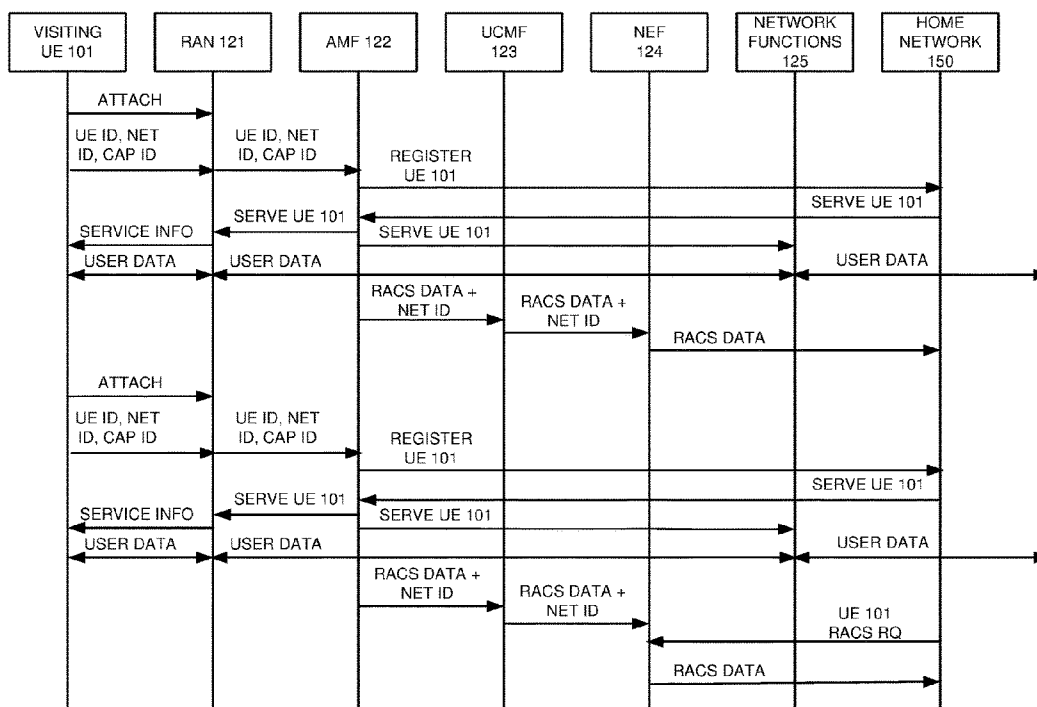 VISITING
UE 101
RAN 121
AMF 122
UCMF
123
NEF
124
NETWORK
FUNCTIONS
125
HOME
NETWORK
150
ATTACH
UE ID, NET
ID, CAP ID
UE ID, NET
ID, CAP ID
REGISTER
UE 101
SERVE UE 101
SERVE UE 101
SERVICE INFO
SERVE UE 101
USER DATA
USER DATA
USER DATA
RACS DATA +
NET ID
RACS DATA +
NET ID
RACS DATA
ATTACH
UE ID, NET
ID, CAP ID
UE ID, NET
ID, CAP ID
REGISTER
UE 101
SERVE UE 101
SERVE UE 101
SERVICE INFO
SERVE UE 101
USER DATA
USER DATA
USER DATA
RACS DATA +
NET ID
RACS DATA +
NET ID
UE 101
RACS RQ
RACS DATA